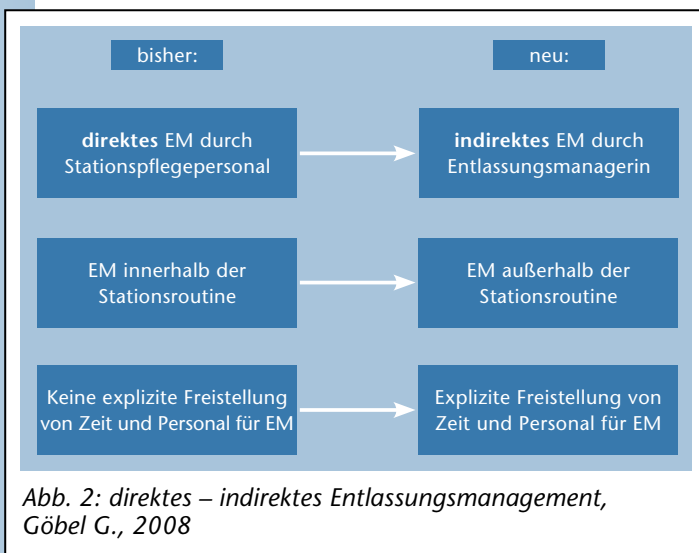 bisher:
neu:
direktes EM durch
Stationspflegepersonal
indirektes EM durch
Entlassungsmanagerin
EM innerhalb der
Stationsroutine
EM außerhalb der
Stationsroutine
Keine explizite Freistellung
von Zeit und Personal für EM
Explizite Freistellung von
Zeit und Personal für EM
Abb. 2: direktes – indirektes Entlassungsmanagement,
Göbel G., 2008